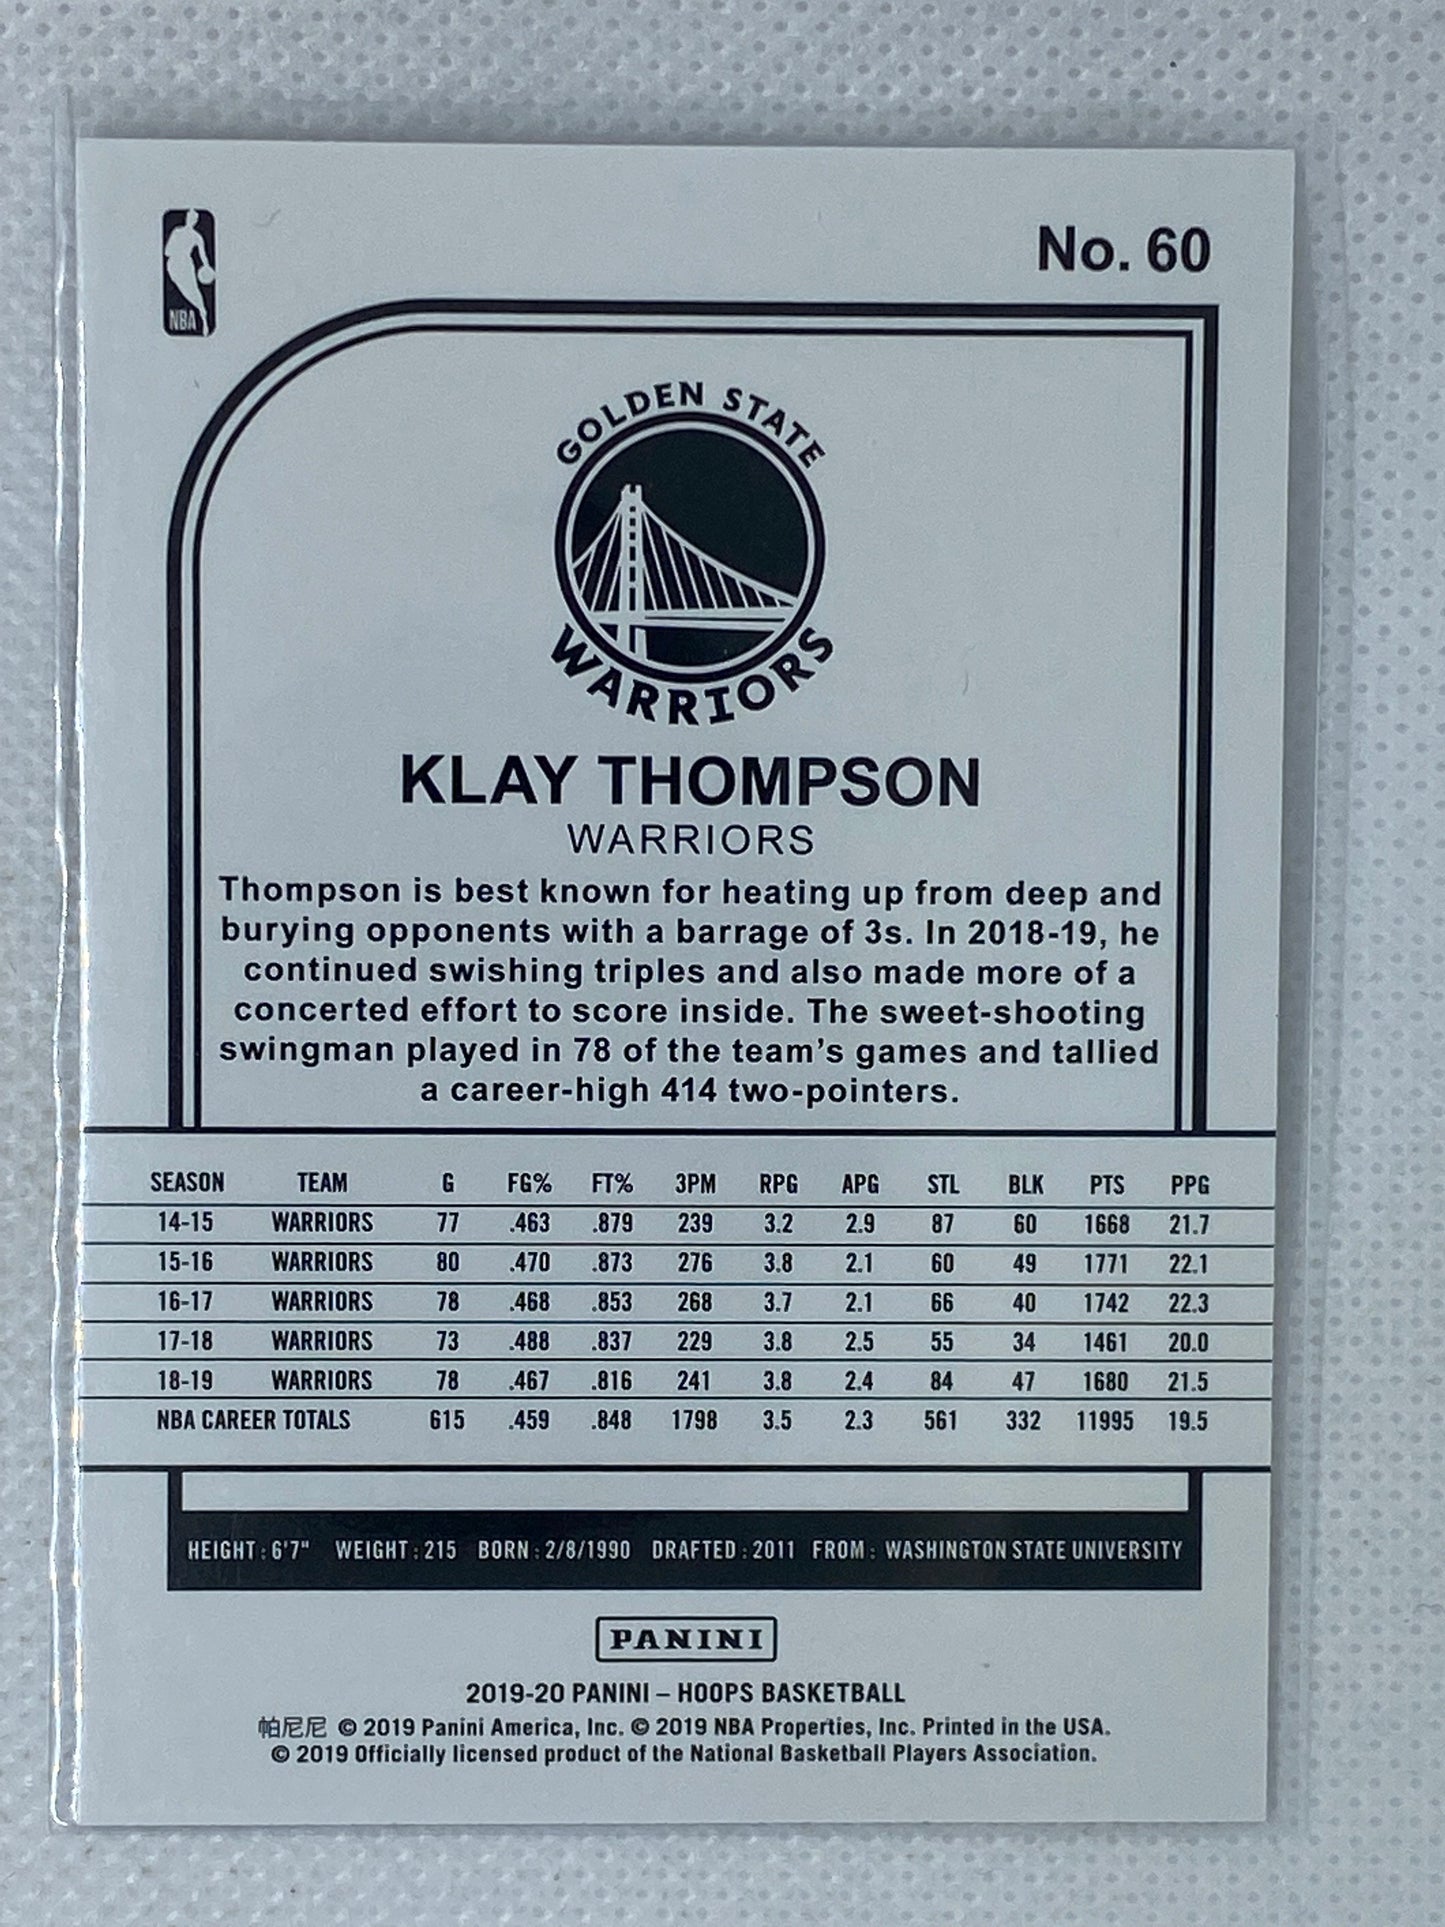 NBA
No. 60
GOLDEN STATE
WARRIORS
KLAY THOMPSON
WARRIORS
Thompson is best known for heating up from deep and
burying opponents with a barrage of 3s. In 2018-19, he
continued swishing triples and also made more of a
concerted effort to score inside. The sweet-shooting
swingman played in 78 of the team's games and tallied
a career-high 414 two-pointers.
SEASON TEAM G FG% FT% 3PM RPG APG STL BLK PTS PPG
14-15 WARRIORS 77 .463 .879 239 3.2 2.9 87 60 1668 21.7
15-16 WARRIORS 80 .470 .873 276 3.8 2.1 60 49 1771 22.1
16-17 WARRIORS 78 .468 .853 268 3.7 2.1 66 40 1742 22.3
17-18 WARRIORS 73 .488 .837 229 3.8 2.5 55 34 1461 20.0
18-19 WARRIORS 78 .467 .816 241 3.8 2.4 84 47 1680 21.5
NBA CAREER TOTALS 615 .459 .848 1798 3.5 2.3 561 332 11995 19.5
HEIGHT: 6'7" WEIGHT: 215 BORN: 2/8/1990 DRAFTED: 2011 FROM: WASHINGTON STATE UNIVERSITY
PANINI
2019-20 PANINI – HOOPS BASKETBALL
帕尼尼 © 2019 Panini America, Inc. © 2019 NBA Properties, Inc. Printed in the USA.
© 2019 Officially licensed product of the National Basketball Players Association.